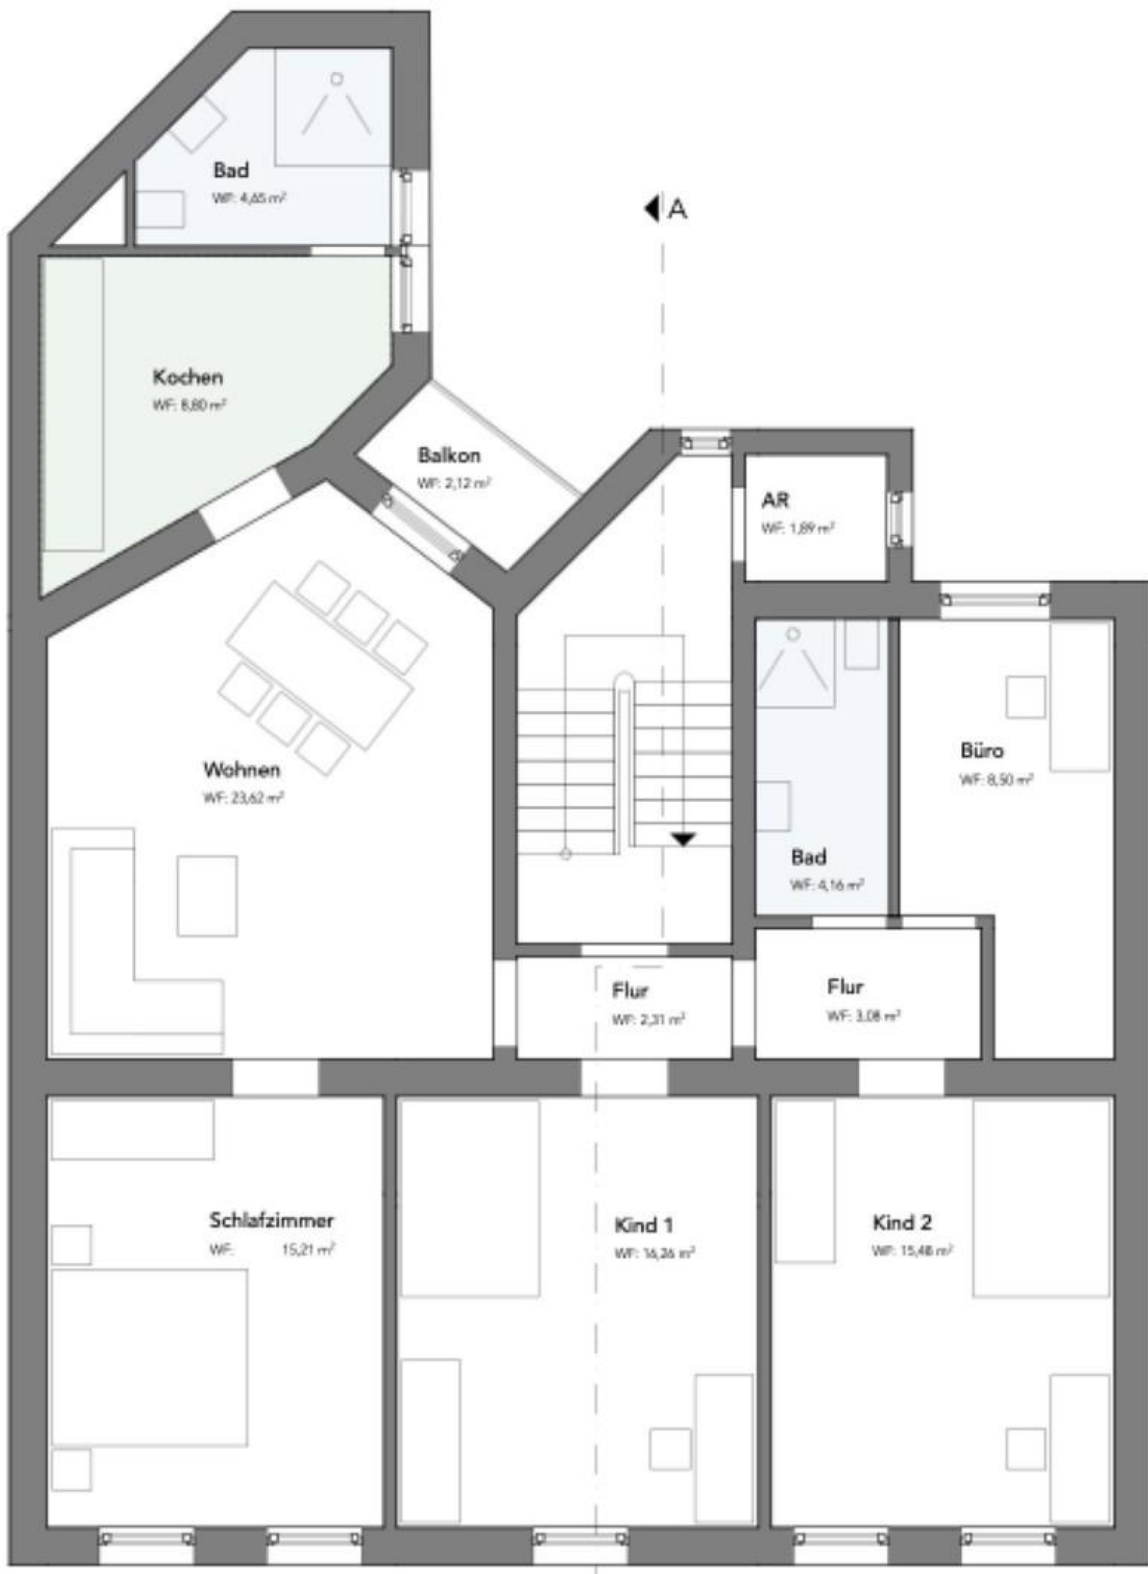 Bad
WF: 4,65 m²
A
Kochen
WF: 8,80 m²
Balkon
WF: 2,12 m²
AR
WF: 1,89 m²
Wohnen
WF: 23,62 m²
Büro
WF: 8,50 m²
Bad
WF: 4,16 m²
Flur
WF: 2,31 m²
Flur
WF: 3,08 m²
Schlafzimmer
WF: 15,21 m²
Kind 1
WF: 16,26 m²
Kind 2
WF: 15,48 m²